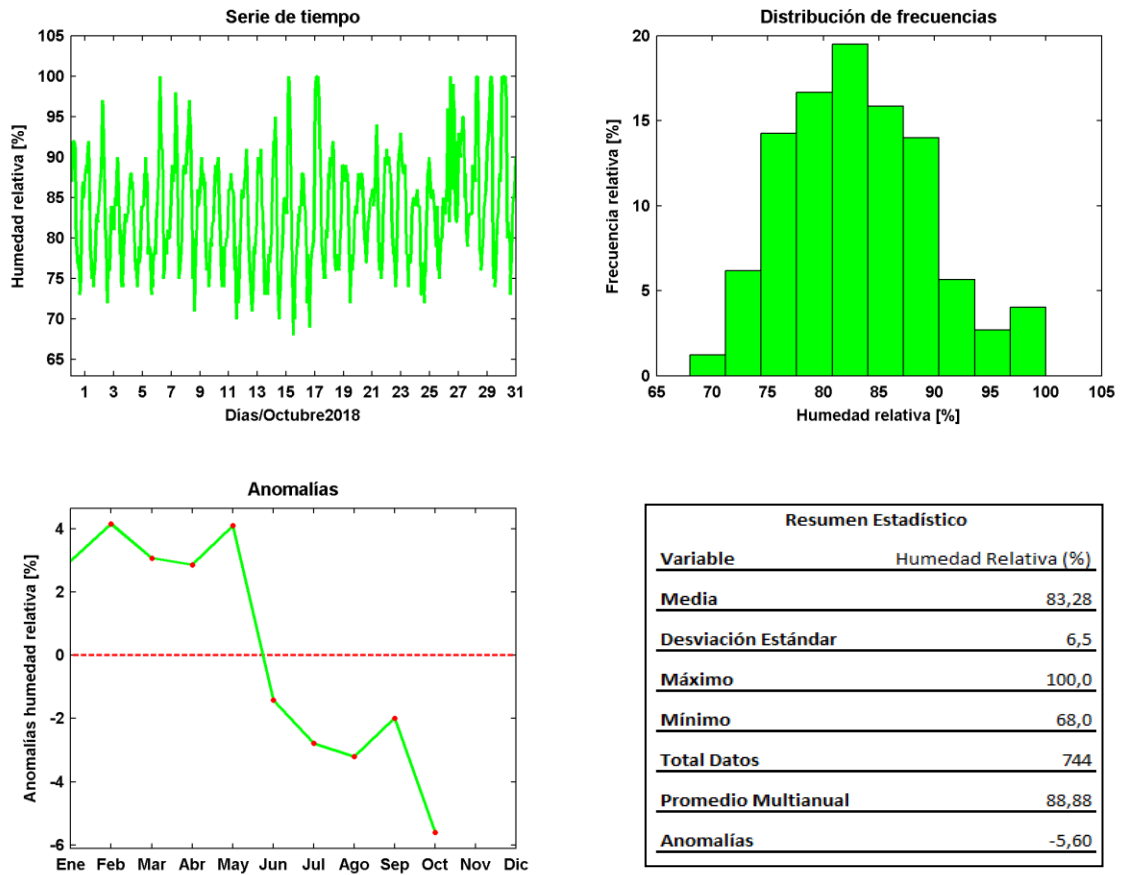 Serie de tiempo
105
100
95
90
85
80
75
70
65
Humedad relativa [%]
1 3 5 7 9 11 13 15 17 19 21 23 25 27 29 31
Dias/Octubre2018
Distribución de frecuencias
20
15
10
5
0
Frecuencia relativa [%]
65 70 75 80 85 90 95 100 105
Humedad relativa [%]
Anomalías
4
2
0
-2
-4
-6
Anomalías humedad relativa [%]
Ene Feb Mar Abr May Jun Jul Ago Sep Oct Nov Dic
Resumen Estadístico
Variable Humedad Relativa (%)
Media 83,28
Desviación Estándar 6,5
Máximo 100,0
Mínimo 68,0
Total Datos 744
Promedio Multianual 88,88
Anomalías -5,60